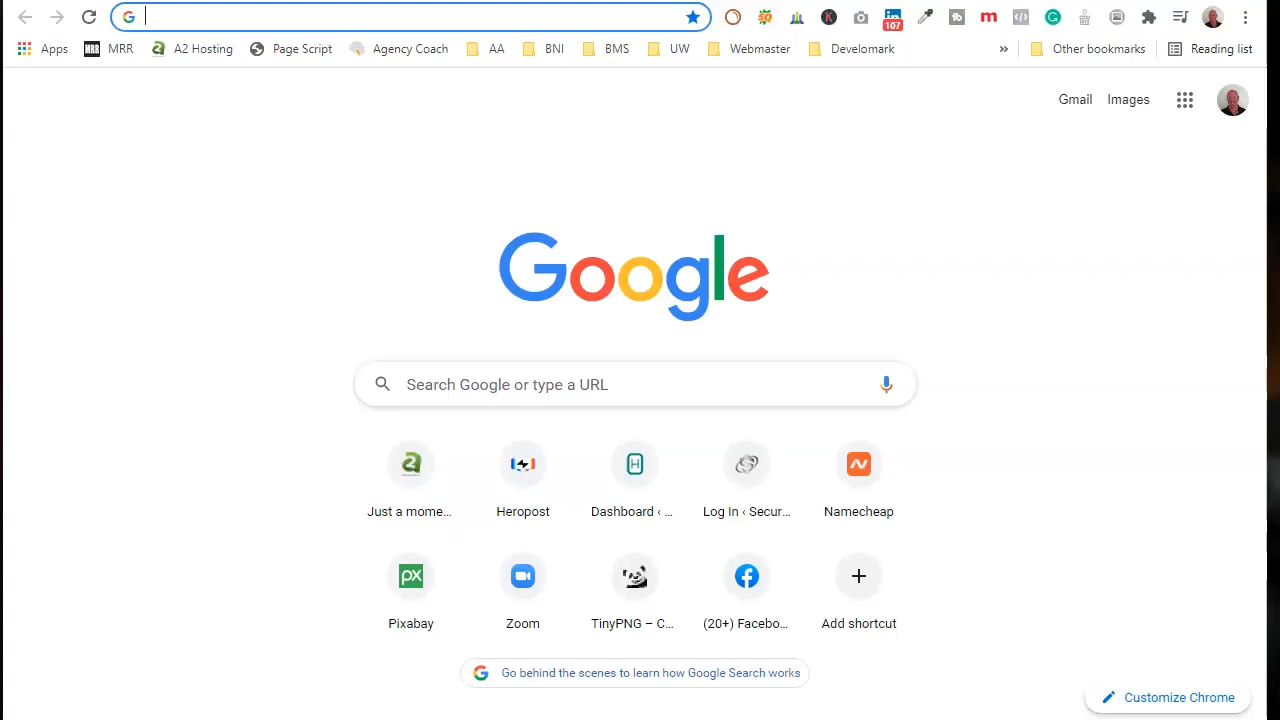 107
Apps MRR A2 Hosting Page Script Agency Coach AA BNI BMS UW Webmaster Develomark » Other bookmarks Reading list
Gmail Images
Google
Search Google or type a URL
Just a mome... Heropost Dashboard ‹ ... Log In ‹ Secur... Namecheap
Pixabay Zoom TinyPNG – C... (20+) Facebo... Add shortcut
Go behind the scenes to learn how Google Search works
Customize Chrome